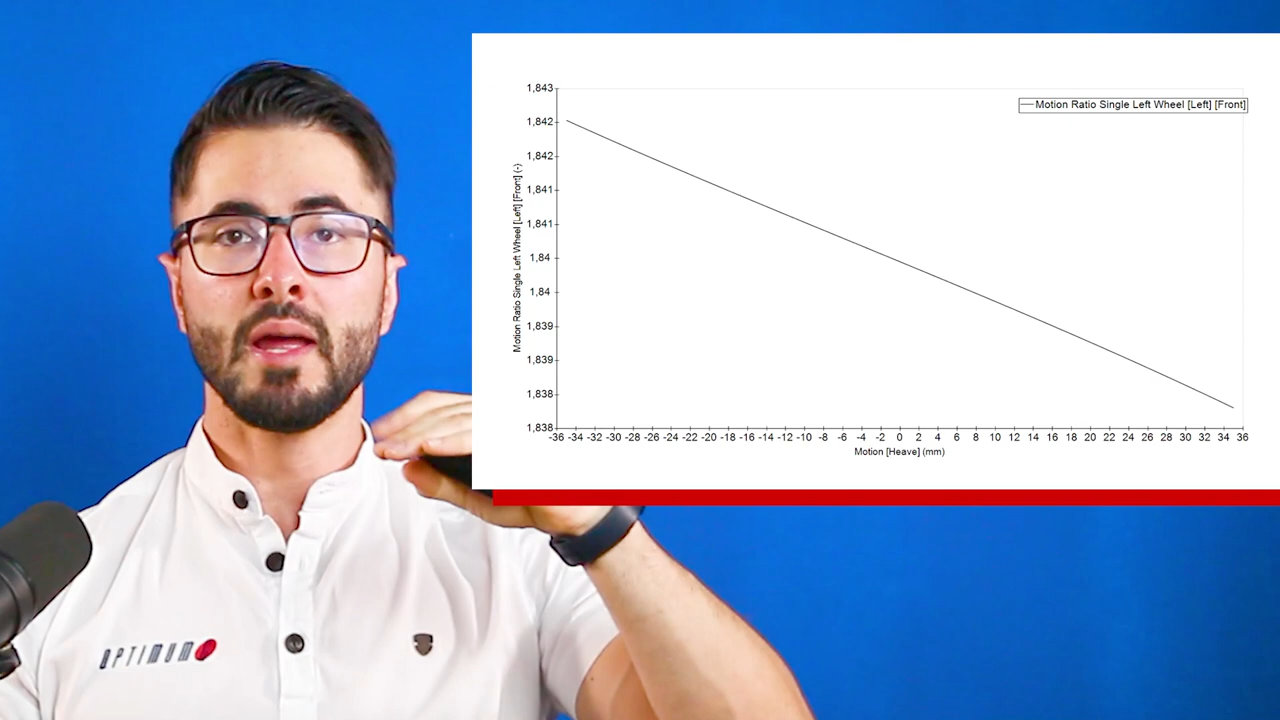 1,843
Motion Ratio Single Left Wheel [Left] [Front]
1,842
1,842
1,841
1,841
1,84
1,84
1,839
1,839
1,838
1,838
Motion Ratio Single Left Wheel [Left] [Front] (-)
-36 -34 -32 -30 -28 -26 -24 -22 -20 -18 -16 -14 -12 -10 -8 -6 -4 -2 0 2 4 6 8 10 12 14 16 18 20 22 24 26 28 30 32 34 36
Motion [Heave] (mm)
OPTIMUM